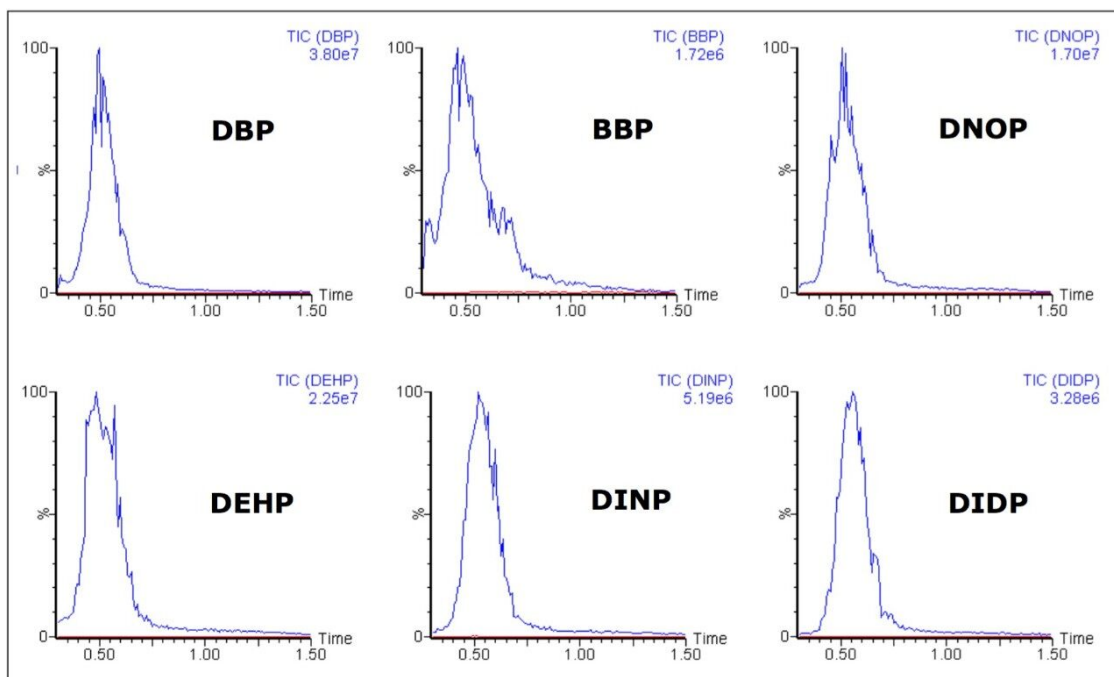 TIC (DBP)
3.80e7
100
%
0
DBP
0.50 1.00 1.50
Time
TIC (BBP)
1.72e6
100
%
0
BBP
0.50 1.00 1.50
Time
TIC (DNOP)
1.70e7
100
%
0
DNOP
0.50 1.00 1.50
Time
TIC (DEHP)
2.25e7
100
%
0
DEHP
0.50 1.00 1.50
Time
TIC (DINP)
5.19e6
100
%
0
DINP
0.50 1.00 1.50
Time
TIC (DIDP)
3.28e6
100
%
0
DIDP
0.50 1.00 1.50
Time